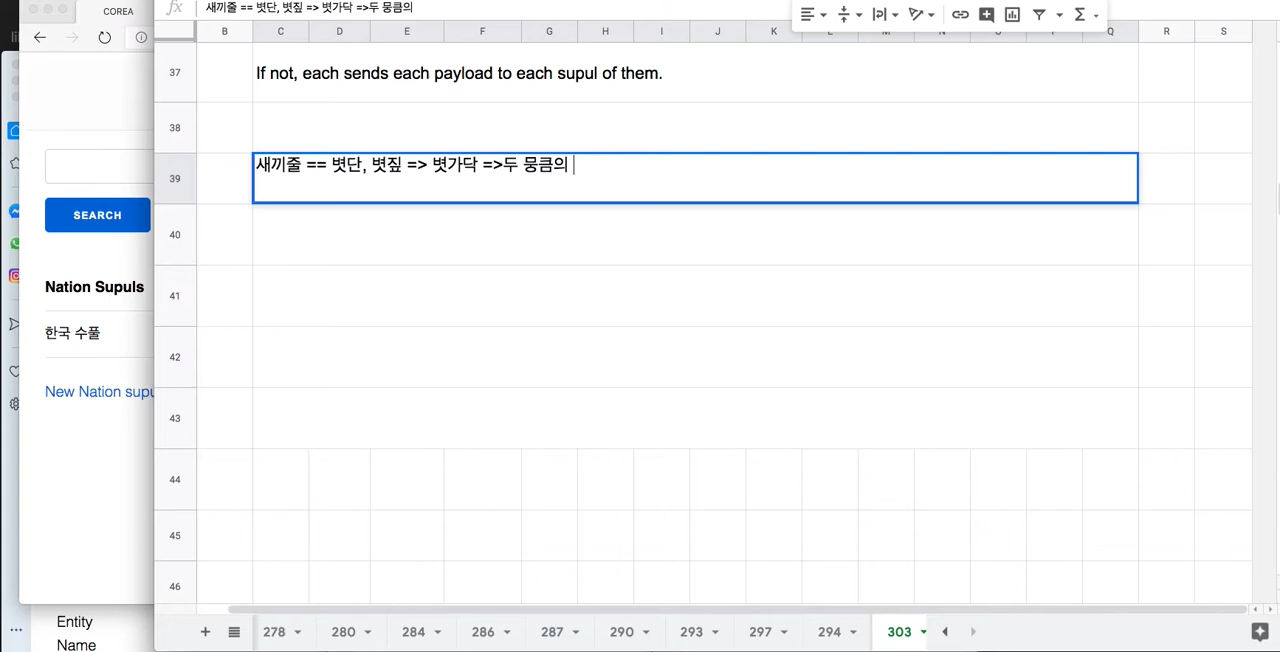 COREA
새끼줄 == 볏단, 볏짚 => 볏가닥 =>두 뭉큼의
B C D E F G H I J K Q R S
37 If not, each sends each payload to each supul of them.
38
39 새끼줄 == 볏단, 볏짚 => 볏가닥 =>두 뭉큼의
SEARCH
40
Nation Supuls
41
한국 수풀
42
New Nation supu
43
44
45
46
Entity
Name
278 280 284 286 287 290 293 297 294 303